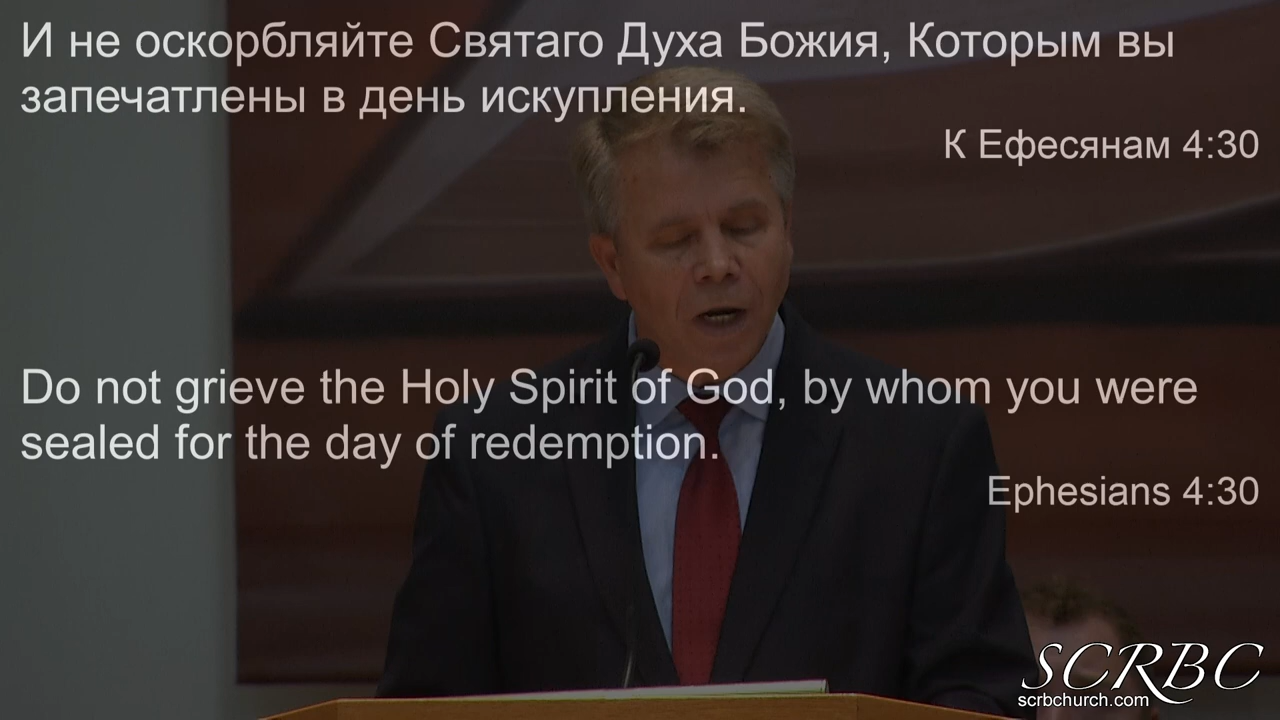 И не оскорбляйте Святаго Духа Божия, Которым вы
запечатлены в день искупления.
К Ефесянам 4:30
Do not grieve the Holy Spirit of God, by whom you were
sealed for the day of redemption.
Ephesians 4:30
SCRBC
scrbchurch.com